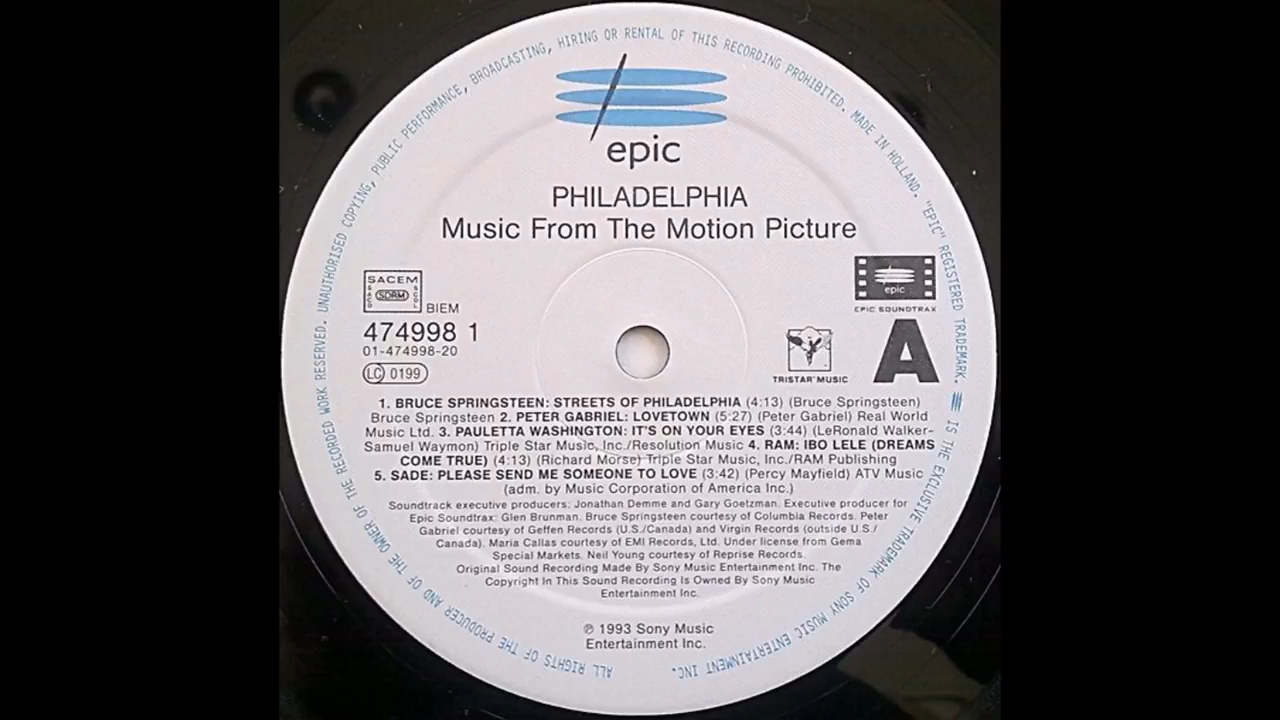 ALL RIGHTS OF THE PRODUCER AND OF THE OWNER OF THE RECORDED WORK RESERVED. UNAUTHORISED COPYING, PUBLIC PERFORMANCE, BROADCASTING, HIRING OR RENTAL OF THIS RECORDING PROHIBITED. MADE IN HOLLAND. "EPIC" REGISTERED TRADEMARK. IS THE EXCLUSIVE TRADEMARK OF SONY MUSIC ENTERTAINMENT INC.
epic
PHILADELPHIA
Music From The Motion Picture
epic
EPIC SOUNDTRAX
SACEM
SDRM
BIEM
474998 1
01-474998-20
LC 0199
TRISTAR MUSIC
A
1. BRUCE SPRINGSTEEN: STREETS OF PHILADELPHIA (4:13) (Bruce Springsteen)
Bruce Springsteen 2. PETER GABRIEL: LOVETOWN (5:27) (Peter Gabriel) Real World
Music Ltd. 3. PAULETTA WASHINGTON: IT'S ON YOUR EYES (3:44) (LeRonald Walker-
Samuel Waymon) Triple Star Music, Inc./Resolution Music 4. RAM: IBO LELE (DREAMS
COME TRUE) (4:13) (Richard Morse) Triple Star Music, Inc./RAM Publishing
5. SADE: PLEASE SEND ME SOMEONE TO LOVE (3:42) (Percy Mayfield) ATV Music
(adm. by Music Corporation of America Inc.)
Soundtrack executive producers: Jonathan Demme and Gary Goetzman. Executive producer for
Epic Soundtrax: Glen Brunman. Bruce Springsteen courtesy of Columbia Records. Peter
Gabriel courtesy of Geffen Records (U.S./Canada) and Virgin Records (outside U.S./
Canada). Maria Callas courtesy of EMI Records, Ltd. Under license from Gema
Special Markets. Neil Young courtesy of Reprise Records.
Original Sound Recording Made By Sony Music Entertainment Inc. The
Copyright In This Sound Recording Is Owned By Sony Music
Entertainment Inc.
℗ 1993 Sony Music
Entertainment Inc.